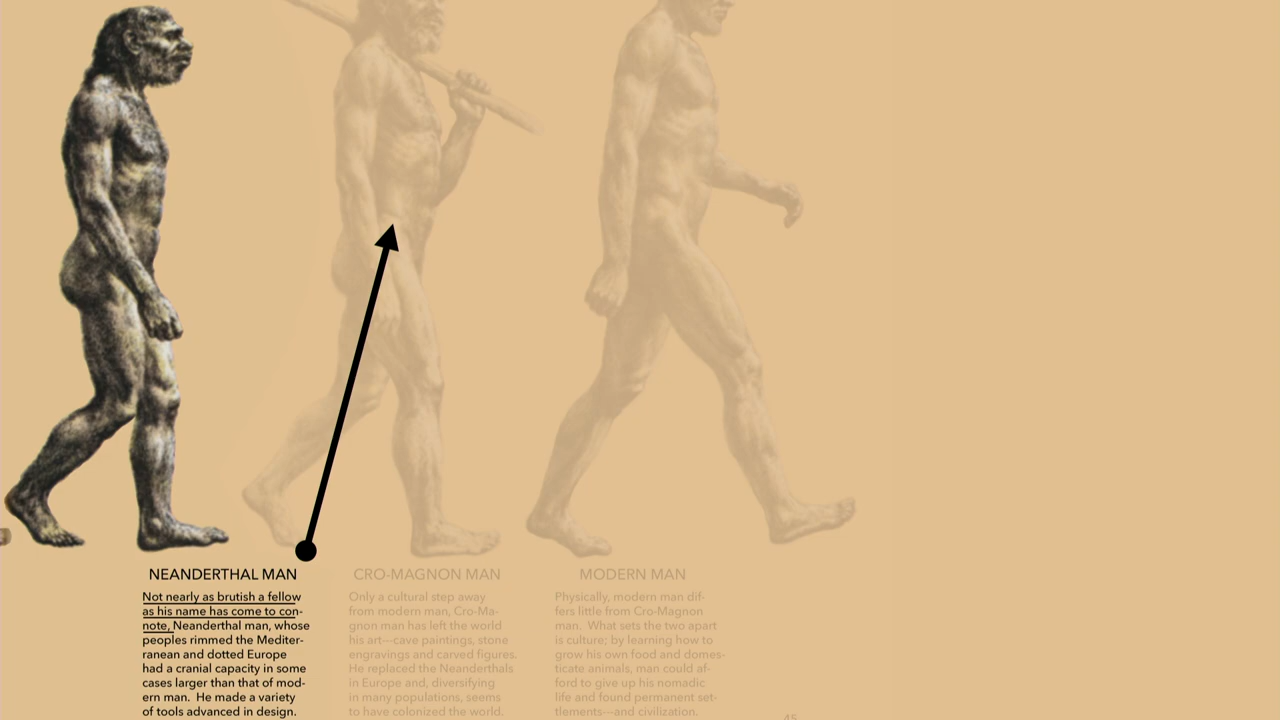 NEANDERTHAL MAN
Not nearly as brutish a fellow
as his name has come to con-
note, Neanderthal man, whose
peoples rimmed the Mediter-
ranean and dotted Europe
had a cranial capacity in some
cases larger than that of mod-
ern man. He made a variety
of tools advanced in design.
CRO-MAGNON MAN
Only a cultural step away
from modern man, Cro-Ma-
gnon man has left the world
his art---cave paintings, stone
engravings and carved figures.
He replaced the Neanderthals
in Europe and, diversifying
in many populations, seems
to have colonized the world.
MODERN MAN
Physically, modern man dif-
fers little from Cro-Magnon
man. What sets the two apart
is culture; by learning how to
grow his own food and domes-
ticate animals, man could af-
ford to give up his nomadic
life and found permanent set-
tlements---and civilization.
45